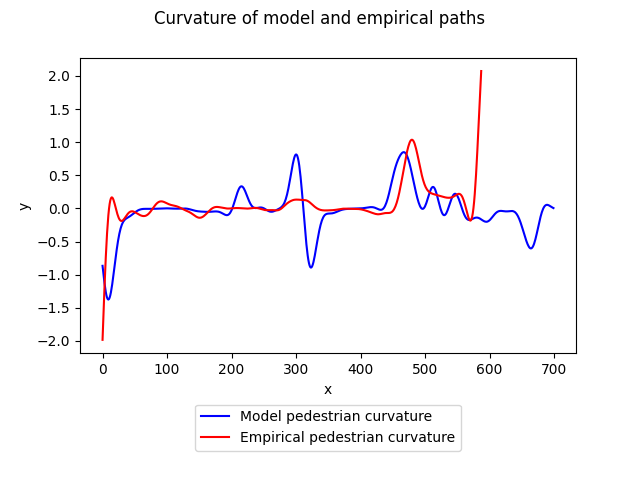 Curvature of model and empirical paths
2.0
1.5
1.0
0.5
0.0
−0.5
−1.0
−1.5
−2.0
y
0 100 200 300 400 500 600 700
x
Model pedestrian curvature
Empirical pedestrian curvature